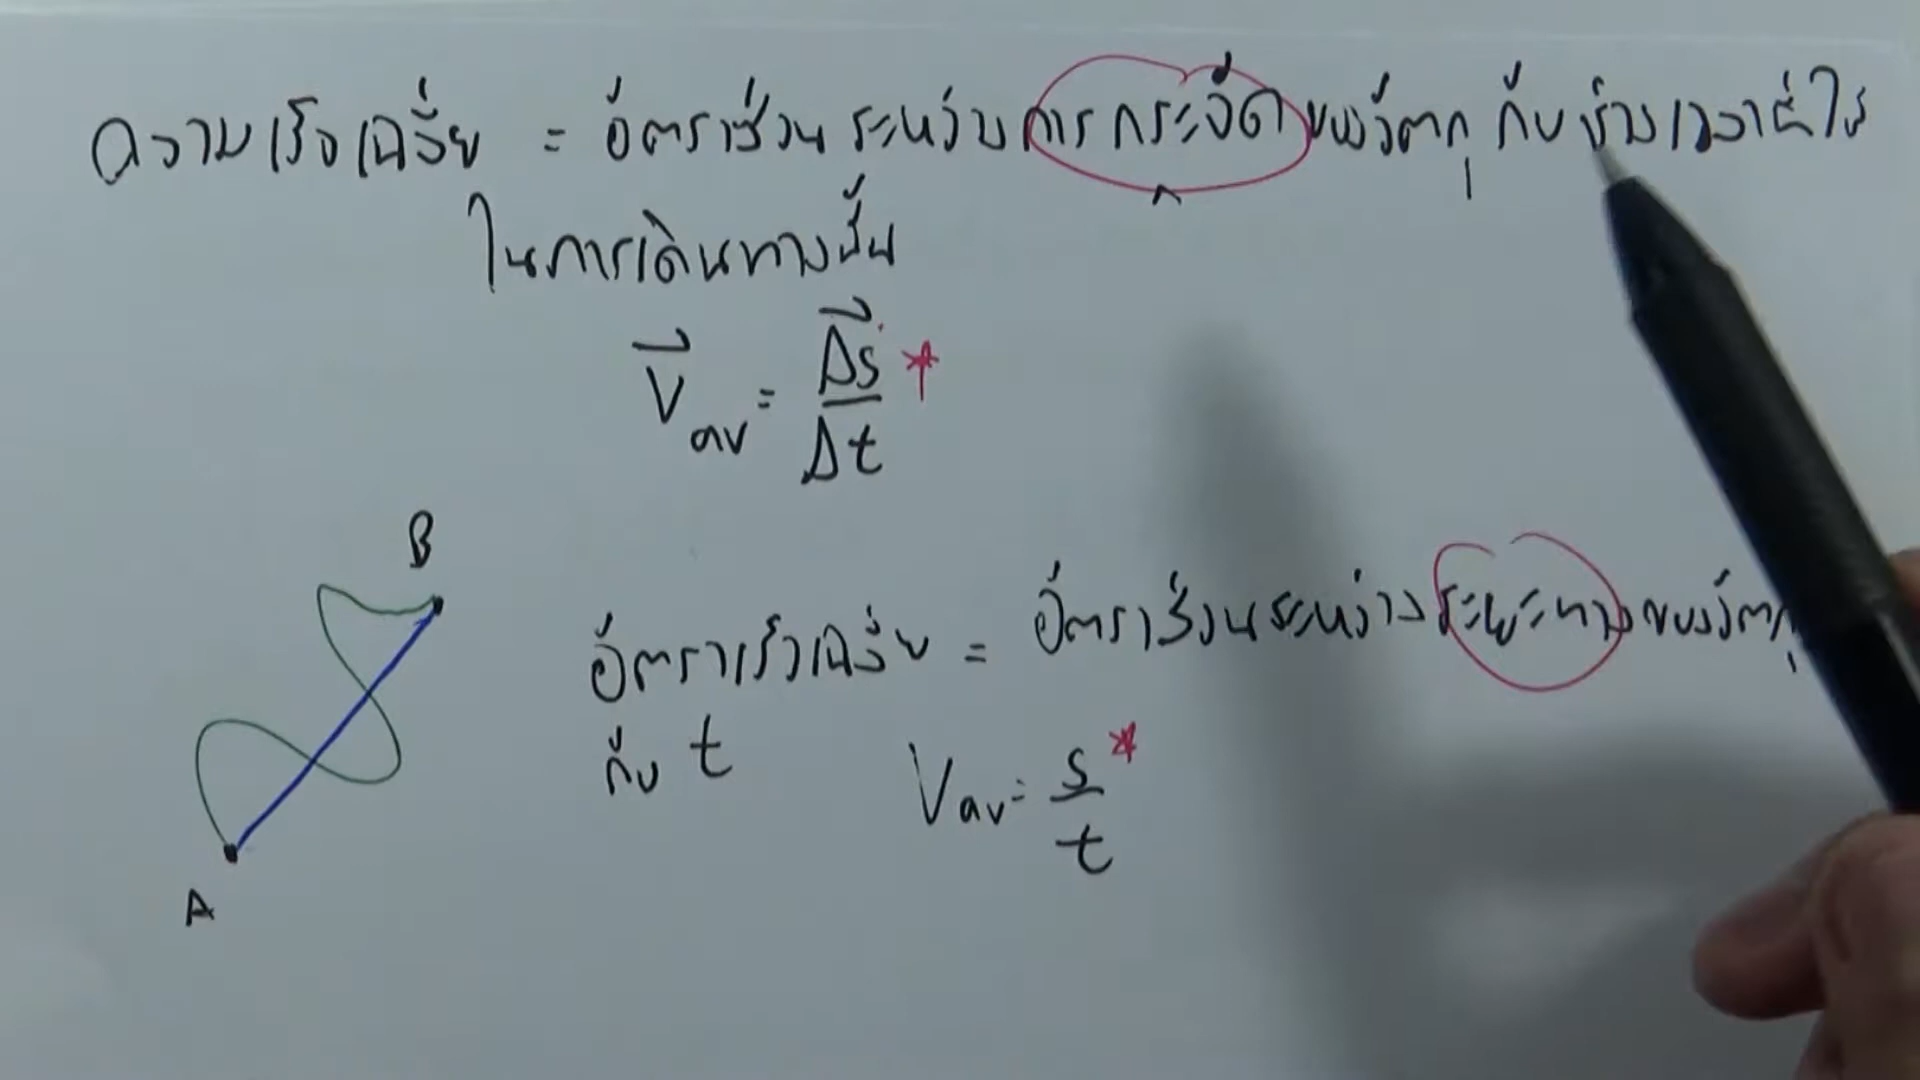 ความเร็วเฉลี่ย = อัตราส่วนระหว่างการกระจัดของวัตถุ กับช่วงเวลาที่ใช้
ในการเดินทางนั้น
V⃗av = Δs⃗ / Δt *
B
อัตราเร็วเฉลี่ย = อัตราส่วนระหว่างระยะทางของวัตถุ
กับ t
Vav = s / t *
A